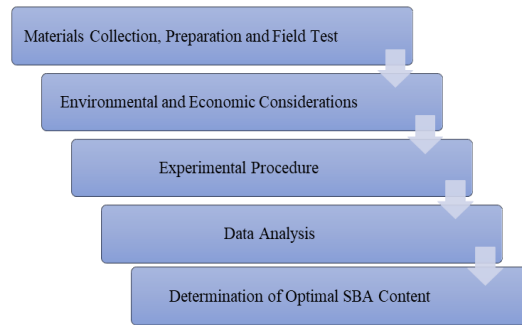 Materials Collection, Preparation and Field Test
Environmental and Economic Considerations
Experimental Procedure
Data Analysis
Determination of Optimal SBA Content